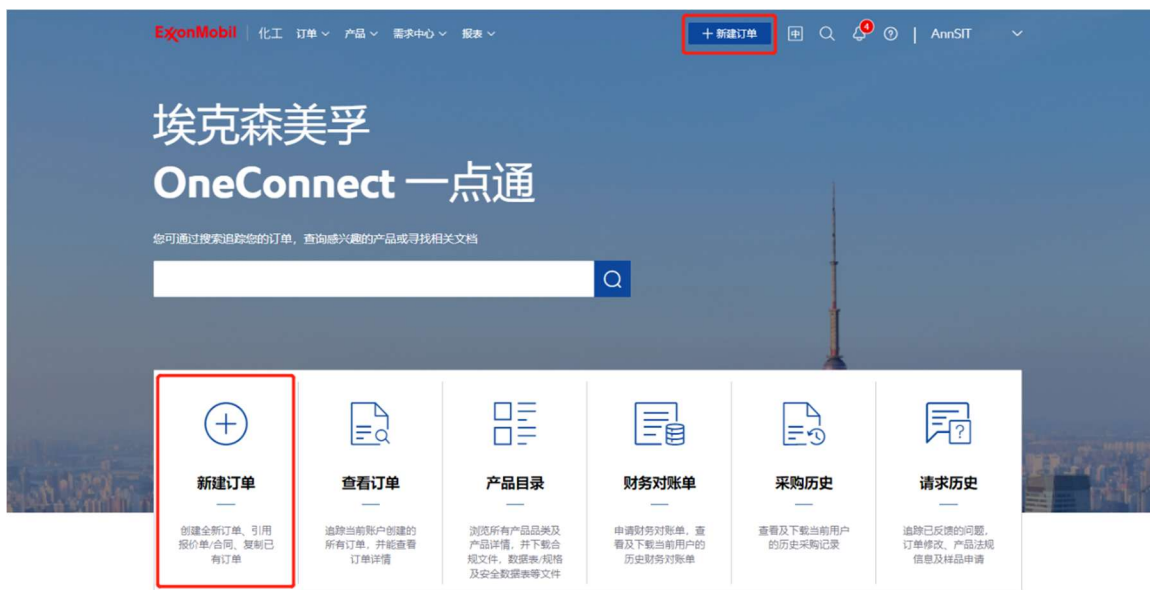 ExxonMobil 化工 订单 产品 需求中心 报表 新建订单 中 4 AnnSIT
埃克森美孚
OneConnect 一点通
您可通过搜索追踪您的订单，查询感兴趣的产品或寻找相关文档
新建订单
创建全新订单、引用
报价单/合同、复制已
有订单
查看订单
追踪当前账户创建的
所有订单，并能查看
订单详情
产品目录
浏览所有产品品类及
产品详情，并下载合
规文件，数据表/规格
及安全数据表等文件
财务对账单
申请财务对账单，查
看及下载当前用户的
历史财务对账单
采购历史
查看及下载当前用户
的历史采购记录
请求历史
追踪已反馈的问题，
订单修改、产品法规
信息及样品申请